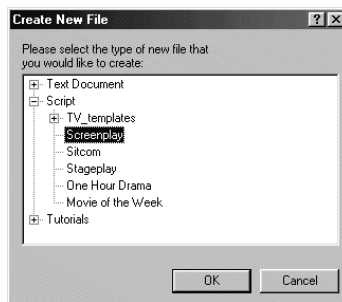 Create New File
Please select the type of new file that
you would like to create:
Text Document
Script
TV_templates
Screenplay
Sitcom
Stageplay
One Hour Drama
Movie of the Week
Tutorials
OK
Cancel